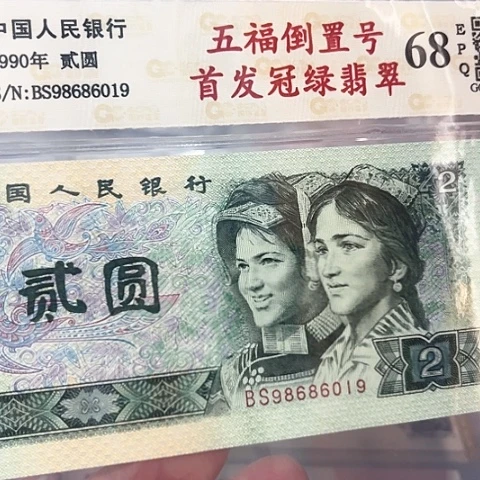 中国人民银行
990年 贰圆
S/N:BS98686019
五福倒置号
首发冠绿翡翠
68
EPQ
国人民银行
2
贰圆
2
BS98686019